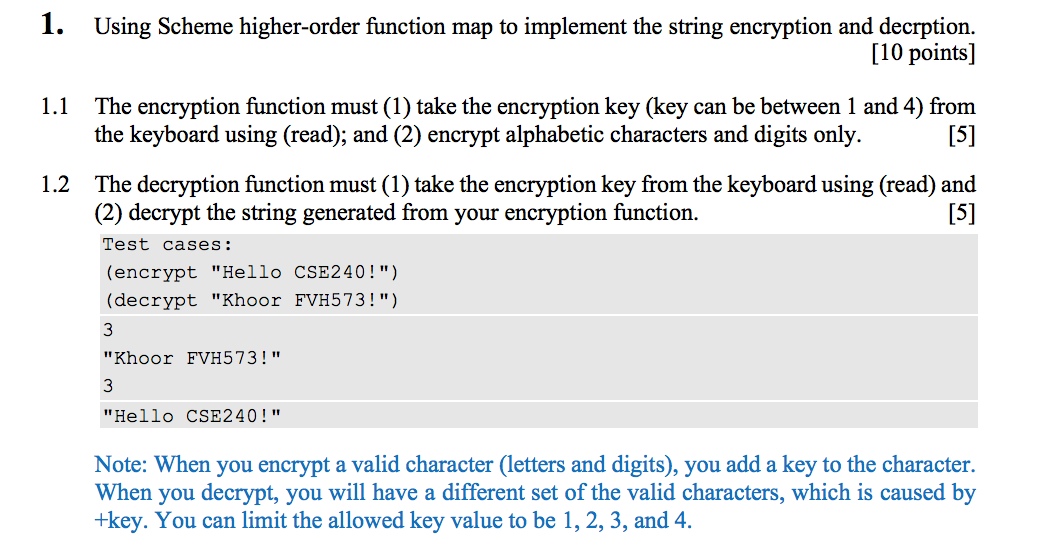 1. Using Scheme higher-order function map to implement the string encryption and decrption.
[10 points]
1.1 The encryption function must (1) take the encryption key (key can be between 1 and 4) from
the keyboard using (read); and (2) encrypt alphabetic characters and digits only. [5]
1.2 The decryption function must (1) take the encryption key from the keyboard using (read) and
(2) decrypt the string generated from your encryption function. [5]
Test cases:
(encrypt "Hello CSE240!")
(decrypt "Khoor FVH573!")
3
"Khoor FVH573!"
3
"Hello CSE240!"
Note: When you encrypt a valid character (letters and digits), you add a key to the character.
When you decrypt, you will have a different set of the valid characters, which is caused by
+key. You can limit the allowed key value to be 1, 2, 3, and 4.